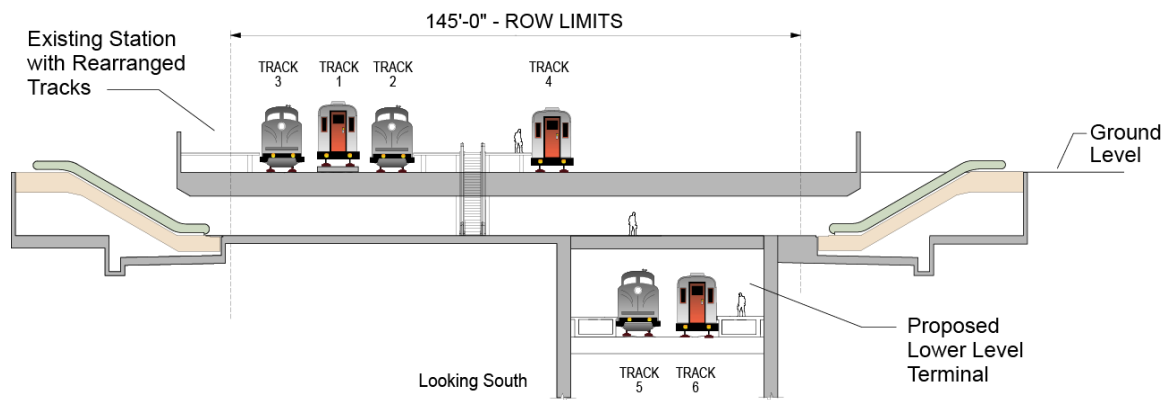 145'-0" - ROW LIMITS
Existing Station
with Rearranged
Tracks
TRACK
3
TRACK
1
TRACK
2
TRACK
4
Ground
Level
Proposed
Lower Level
Terminal
Looking South
TRACK
5
TRACK
6